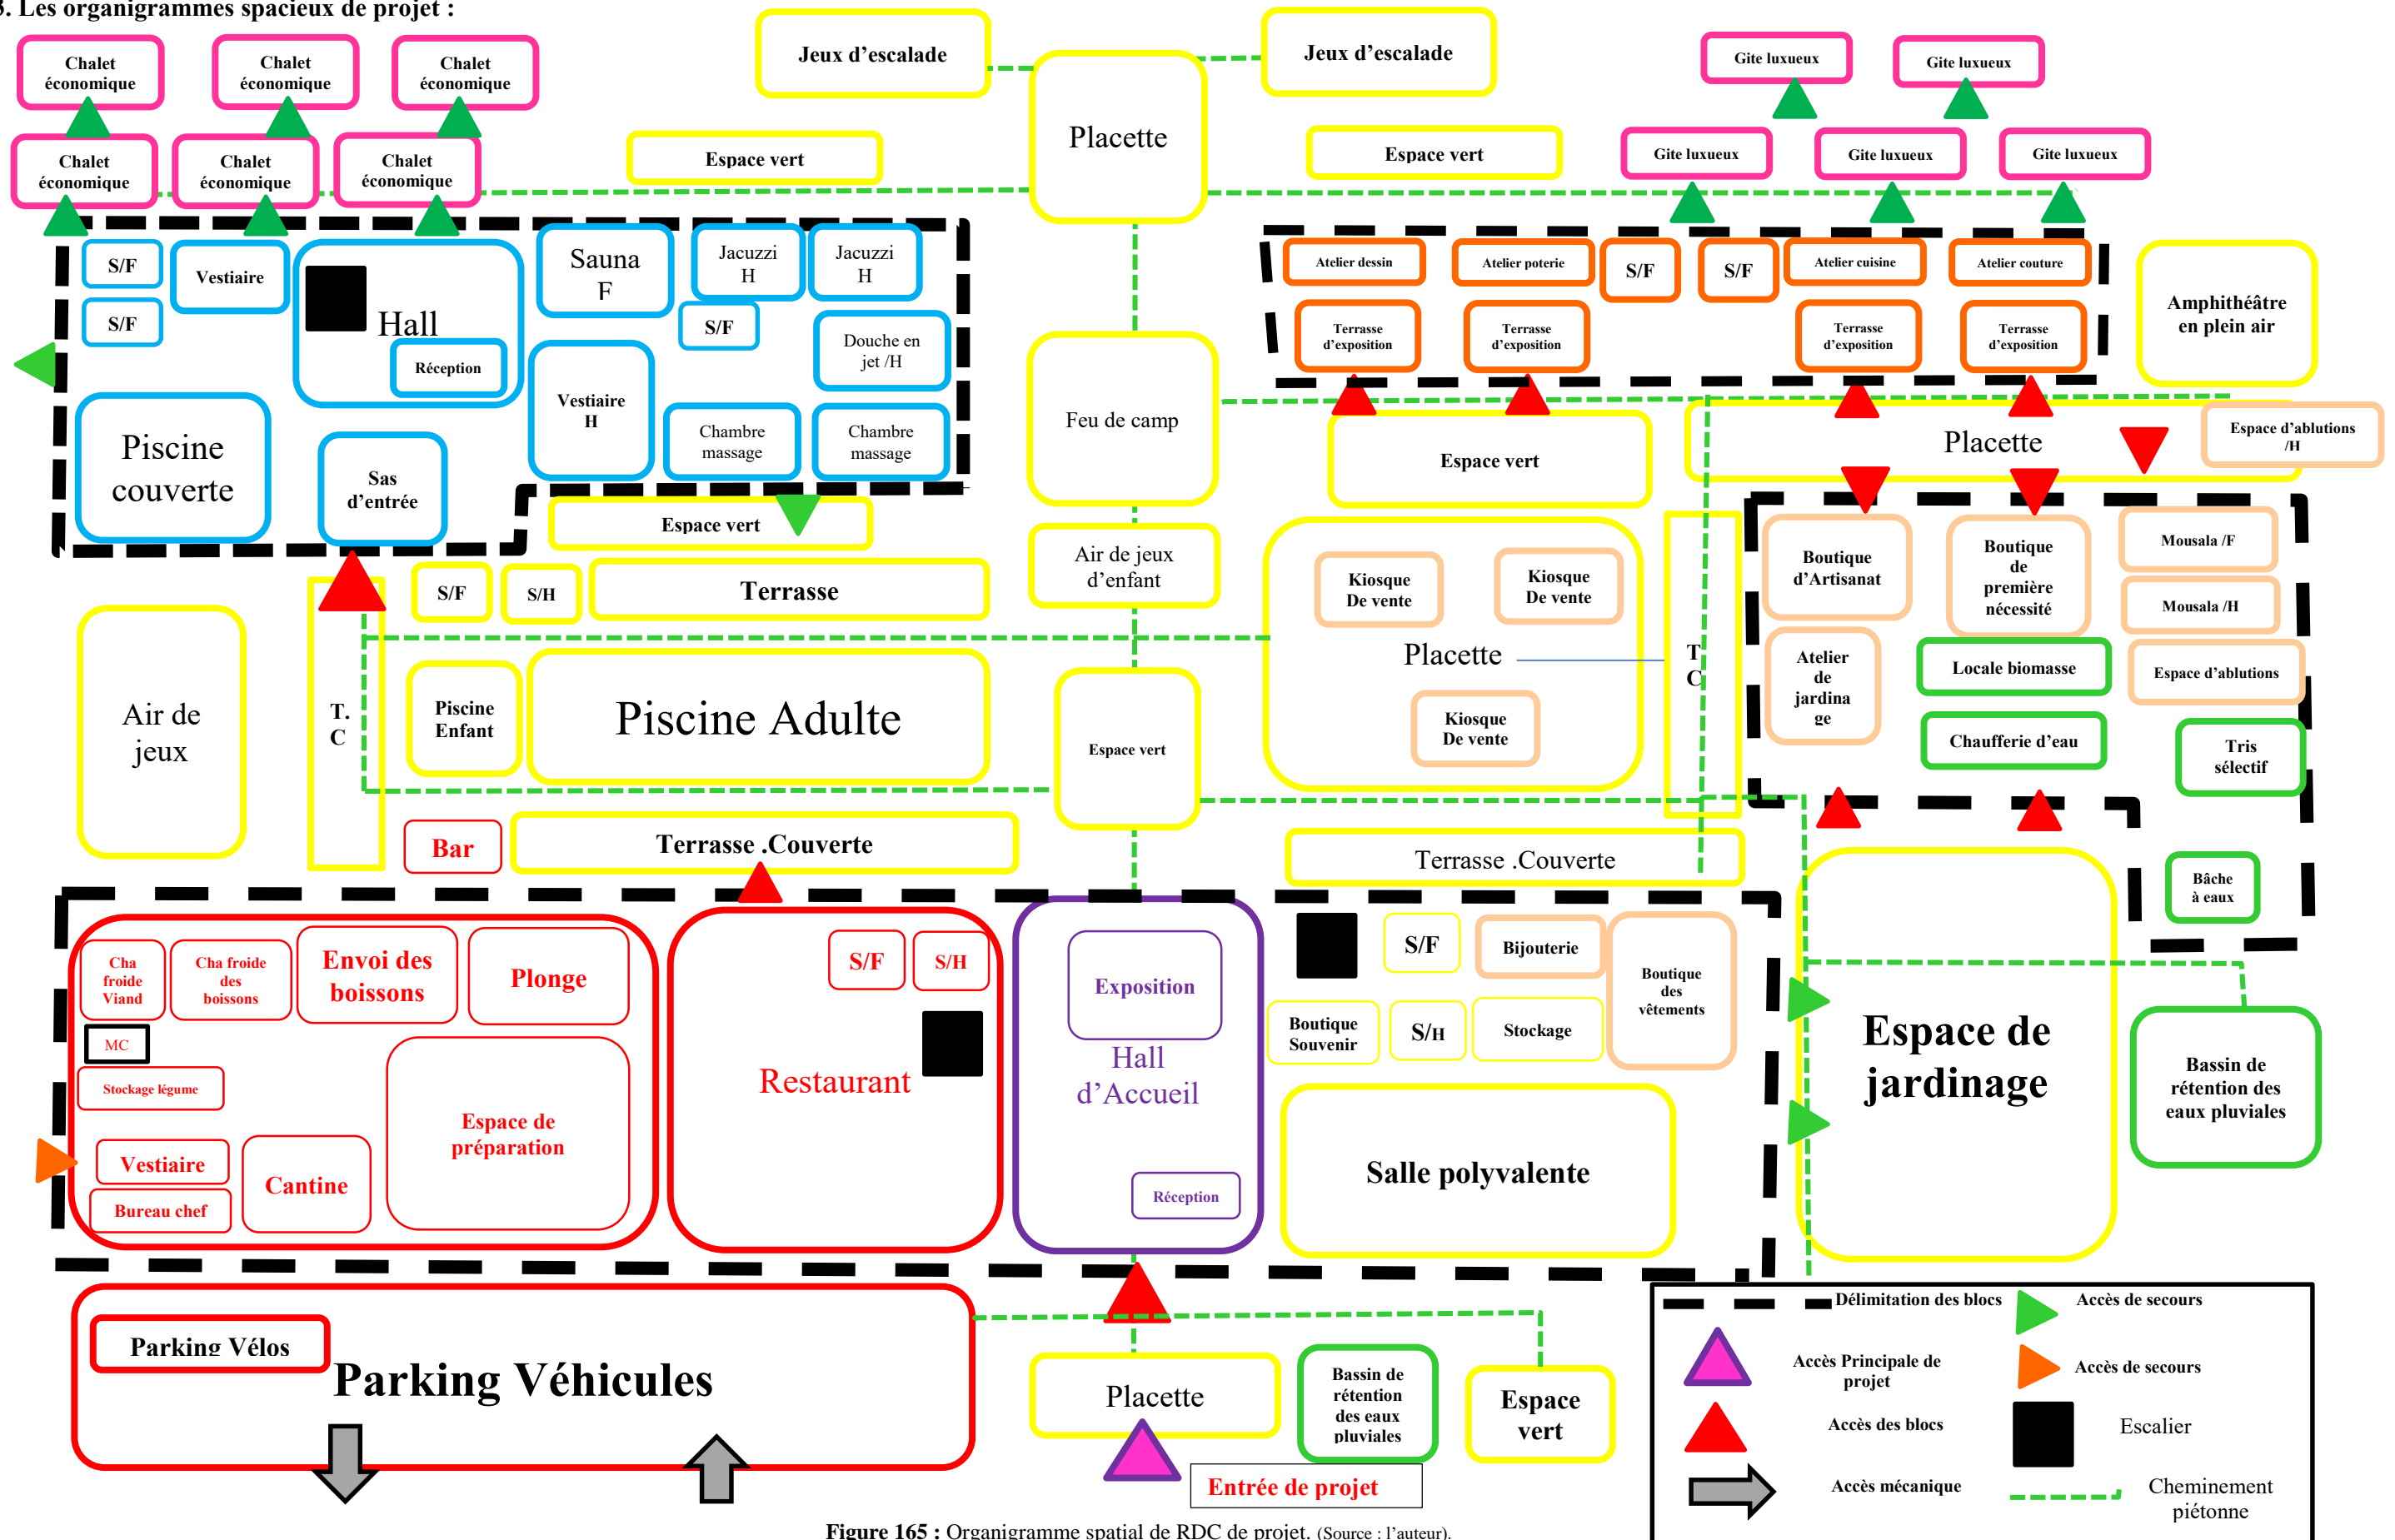 3. Les organigrammes spacieux de projet :
Chalet
économique
Chalet
économique
Chalet
économique
Jeux d’escalade
Placette
Jeux d’escalade
Gite luxueux
Gite luxueux
Chalet
économique
Chalet
économique
Chalet
économique
Espace vert
Espace vert
Gite luxueux
Gite luxueux
Gite luxueux
S/F
S/F
Vestiaire
Hall
Réception
Sauna
F
Jacuzzi
H
Jacuzzi
H
S/F
Douche en
jet /H
Vestiaire
H
Chambre
massage
Chambre
massage
Piscine
couverte
Sas
d’entrée
Feu de camp
Atelier dessin
Atelier poterie
S/F
S/F
Atelier cuisine
Atelier couture
Terrasse
d’exposition
Terrasse
d’exposition
Terrasse
d’exposition
Terrasse
d’exposition
Amphithéâtre
en plein air
Espace vert
Placette
Espace d’ablutions
/H
Espace vert
S/F
S/H
Terrasse
Air de jeux
d’enfant
Kiosque
De vente
Kiosque
De vente
Placette
Kiosque
De vente
T
C
Boutique
d’Artisanat
Boutique
de
première
nécessité
Mousala /F
Mousala /H
Atelier
de
jardina
ge
Locale biomasse
Espace d’ablutions
Chaufferie d’eau
Tris
sélectif
Air de
jeux
T.
C
Piscine
Enfant
Piscine Adulte
Espace vert
Bar
Terrasse .Couverte
Terrasse .Couverte
Bâche
à eaux
Cha
froide
Viand
Cha froide
des
boissons
Envoi des
boissons
Plonge
MC
Stockage légume
Espace de
préparation
Vestiaire
Cantine
Bureau chef
S/F
S/H
Restaurant
Exposition
Hall
d’Accueil
Réception
S/F
Bijouterie
Boutique
des
vêtements
Boutique
Souvenir
S/H
Stockage
Salle polyvalente
Espace de
jardinage
Bassin de
rétention des
eaux pluviales
Parking Vélos
Parking Véhicules
Placette
Bassin de
rétention
des eaux
pluviales
Espace
vert
Entrée de projet
Délimitation des blocs
Accès de secours
Accès Principale de
projet
Accès de secours
Accès des blocs
Escalier
Accès mécanique
Cheminement
piétonne
Figure 165 : Organigramme spatial de RDC de projet. (Source : l’auteur).